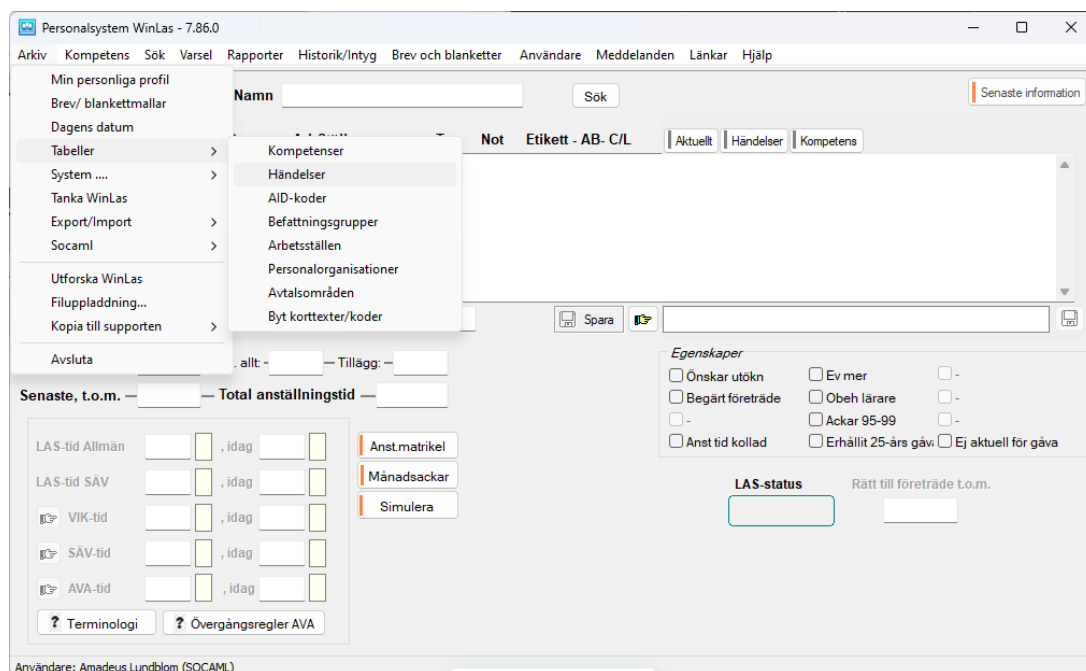 Personalsystem WinLas - 7.86.0
Arkiv Kompetens Sök Varsel Rapporter Historik/Intyg Brev och blanketter Användare Meddelanden Länkar Hjälp
Min personliga profil
Brev/ blankettmallar
Dagens datum
Tabeller
System ....
Tanka WinLas
Export/Import
Socaml
Utforska WinLas
Filuppladdning...
Kopia till supporten
Avsluta
Kompetenser
Händelser
AID-koder
Befattningsgrupper
Arbetsställen
Personalorganisationer
Avtalsområden
Byt korttexter/koder
Namn Sök Senaste information
Not Etikett - AB- C/L Aktuellt Händelser Kompetens
Spara
. allt - Tillägg: -
Senaste, t.o.m. Total anställningstid
Egenskaper
Önskar utökn Ev mer -
Begärt företräde Obeh lärare -
- Ackar 95-99
Anst tid kollad Erhållit 25-års gåv Ej aktuell för gåva
LAS-tid Allmän , idag
LAS-tid SÄV , idag
VIK-tid , idag
SÄV-tid , idag
AVA-tid , idag
Anst.matrikel
Månadsackar
Simulera
LAS-status Rätt till företräde t.o.m.
? Terminologi ? Övergångsregler AVA
Användare: Amadeus Lundblom (SOCAML)